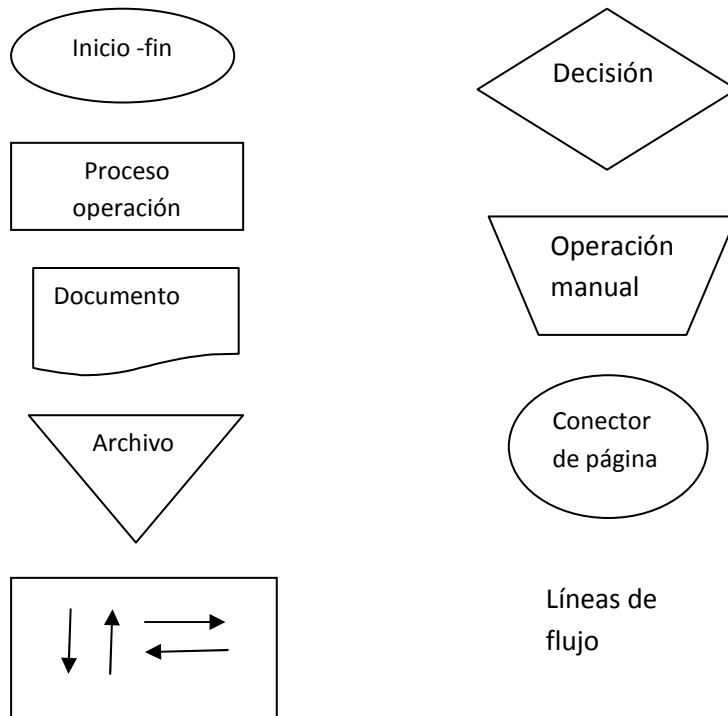 Inicio -fin
Decisión
Proceso
operación
Operación
manual
Documento
Archivo
Conector
de página
Líneas de
flujo